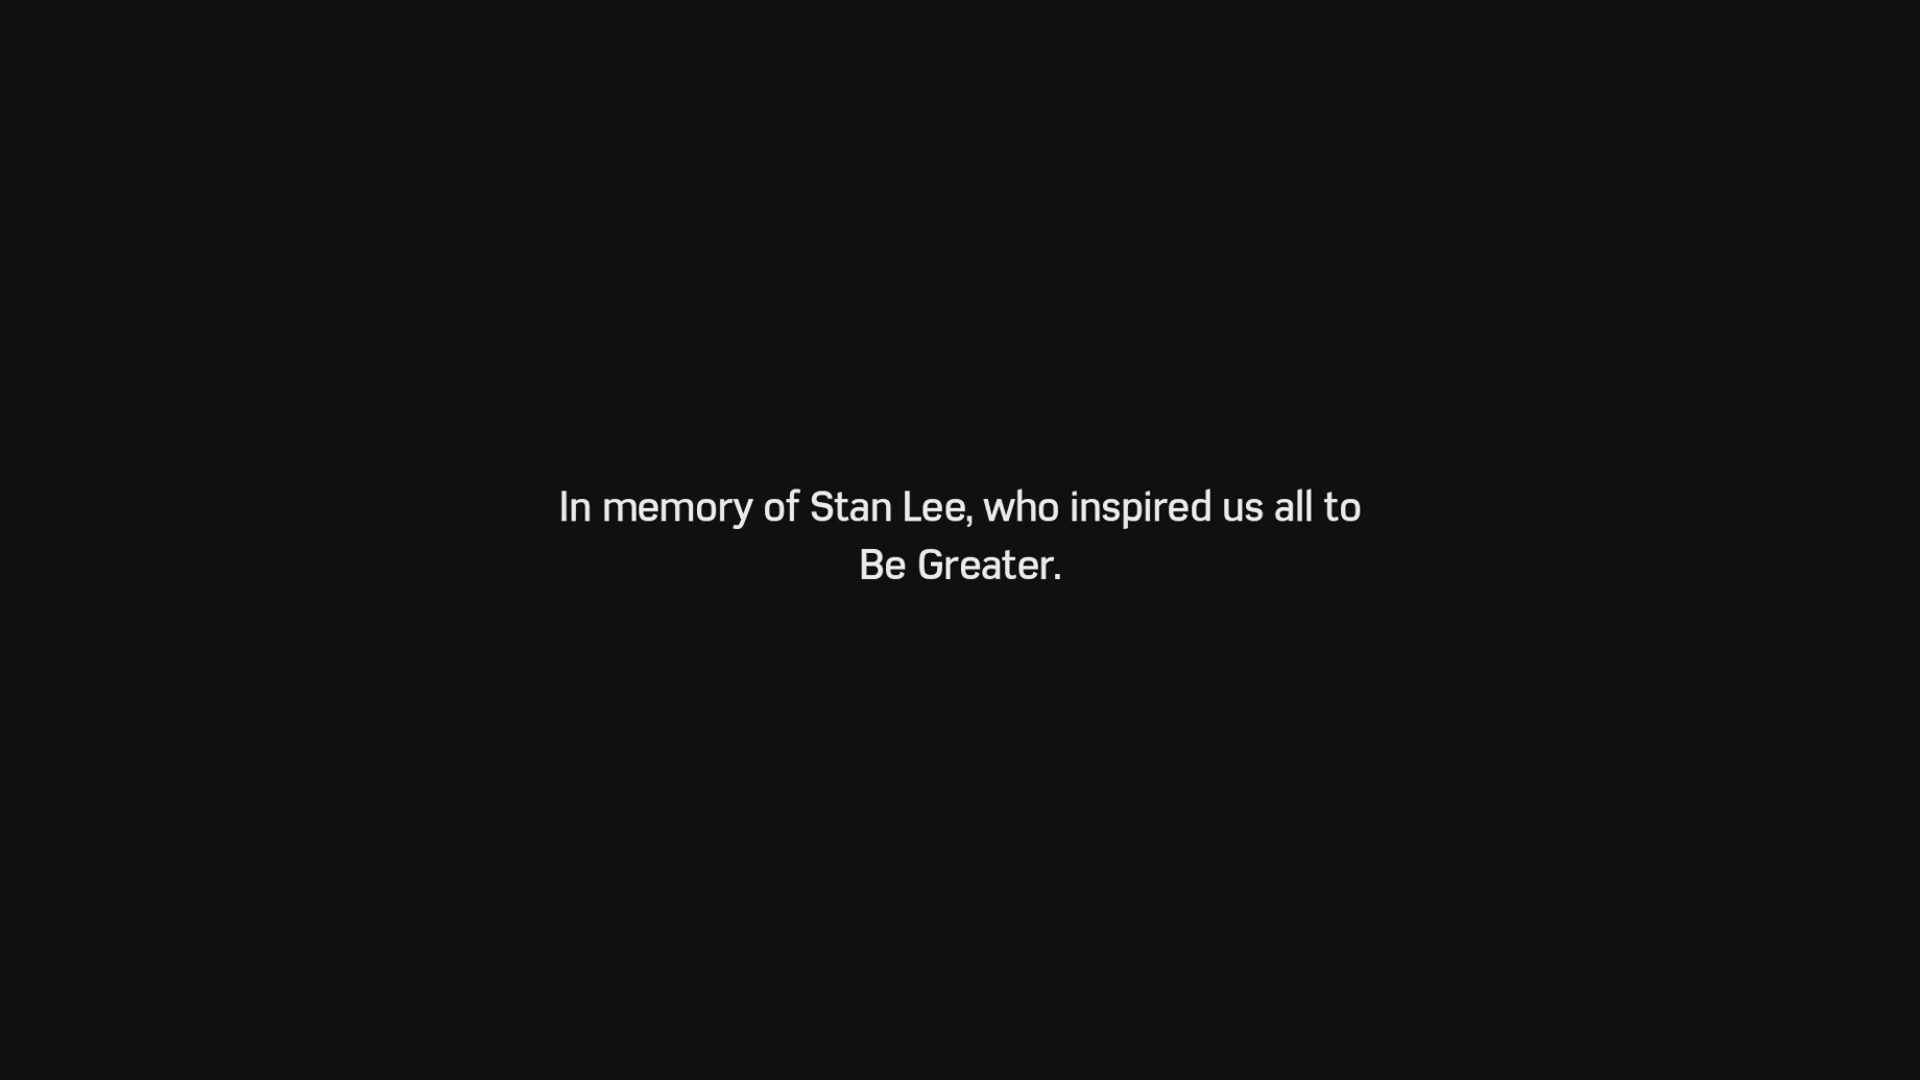 In memory of Stan Lee, who inspired us all to
Be Greater.